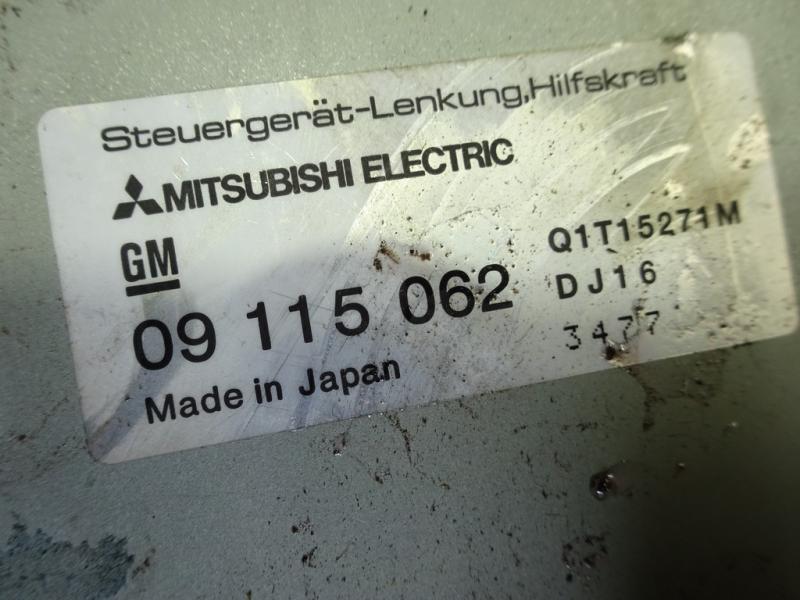 Steuergerät-Lenkung,Hilfskraft
MITSUBISHI ELECTRIC
GM
Q1T15271M
09 115 062
DJ16
3477
Made in Japan